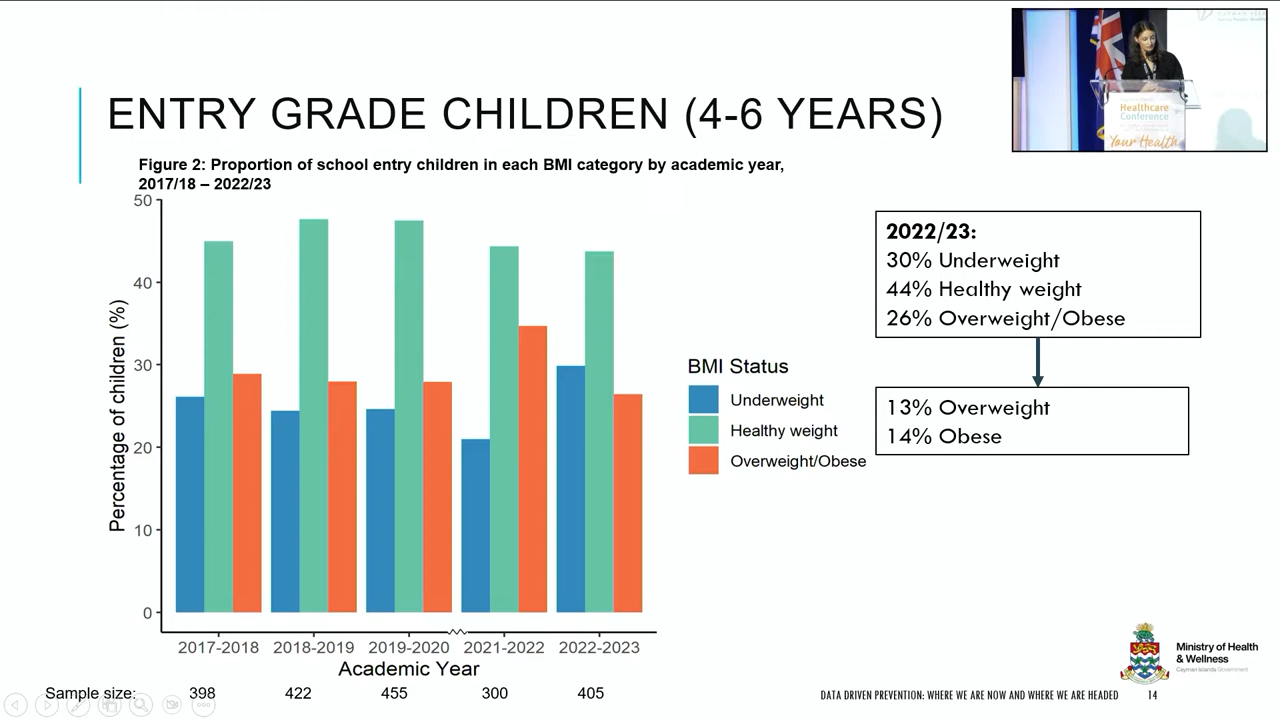 ENTRY GRADE CHILDREN (4-6 YEARS)
Healthcare
Conference
Your Health
Figure 2: Proportion of school entry children in each BMI category by academic year,
2017/18 – 2022/23
50
40
30
20
10
0
Percentage of children (%)
2017-2018 2018-2019 2019-2020 2021-2022 2022-2023
Academic Year
Sample size: 398 422 455 300 405
BMI Status
Underweight
Healthy weight
Overweight/Obese
2022/23:
30% Underweight
44% Healthy weight
26% Overweight/Obese
13% Overweight
14% Obese
Ministry of Health
& Wellness
Cayman Islands Government
DATA DRIVEN PREVENTION: WHERE WE ARE NOW AND WHERE WE ARE HEADED 14